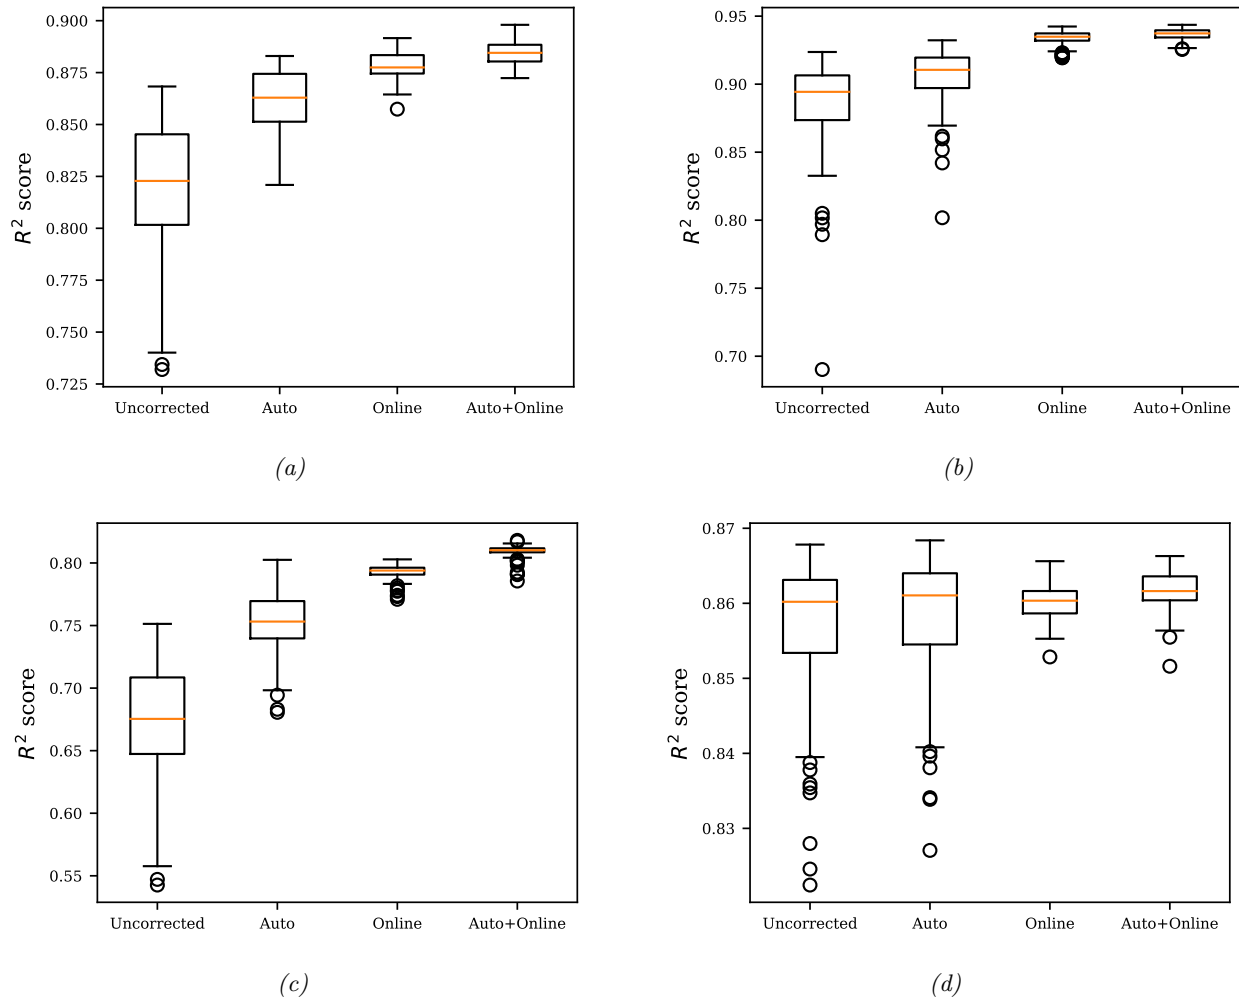 0.900
0.875
0.850
0.825
0.800
0.775
0.750
0.725
R² score
Uncorrected Auto Online Auto+Online
(a)
0.95
0.90
0.85
0.80
0.75
0.70
R² score
Uncorrected Auto Online Auto+Online
(b)
0.80
0.75
0.70
0.65
0.60
0.55
R² score
Uncorrected Auto Online Auto+Online
(c)
0.87
0.86
0.85
0.84
0.83
R² score
Uncorrected Auto Online Auto+Online
(d)